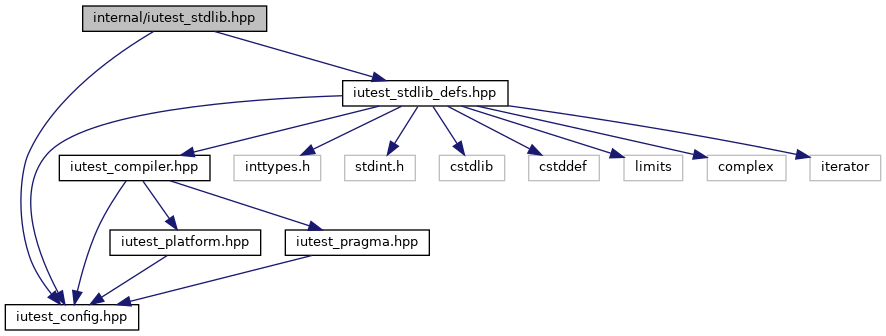 internal/iutest_stdlib.hpp
iutest_stdlib_defs.hpp
iutest_compiler.hpp
inttypes.h
stdint.h
cstdlib
cstddef
limits
complex
iterator
iutest_platform.hpp
iutest_pragma.hpp
iutest_config.hpp